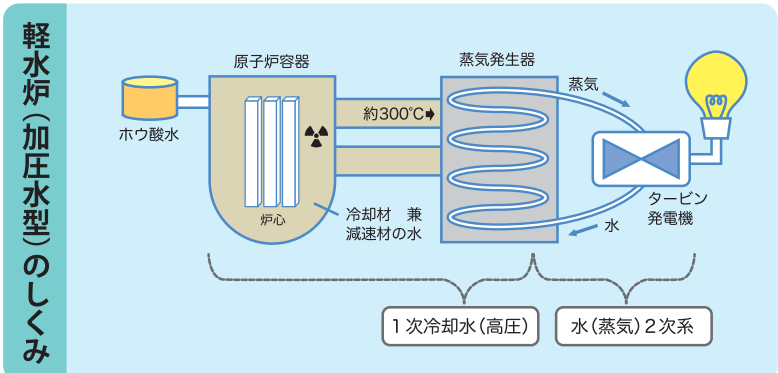 軽水炉（加圧水型）のしくみ
原子炉容器
蒸気発生器
蒸気
約300℃
ホウ酸水
炉心
冷却材　兼
減速材の水
タービン
発電機
水
1次冷却水（高圧）
水（蒸気）2次系